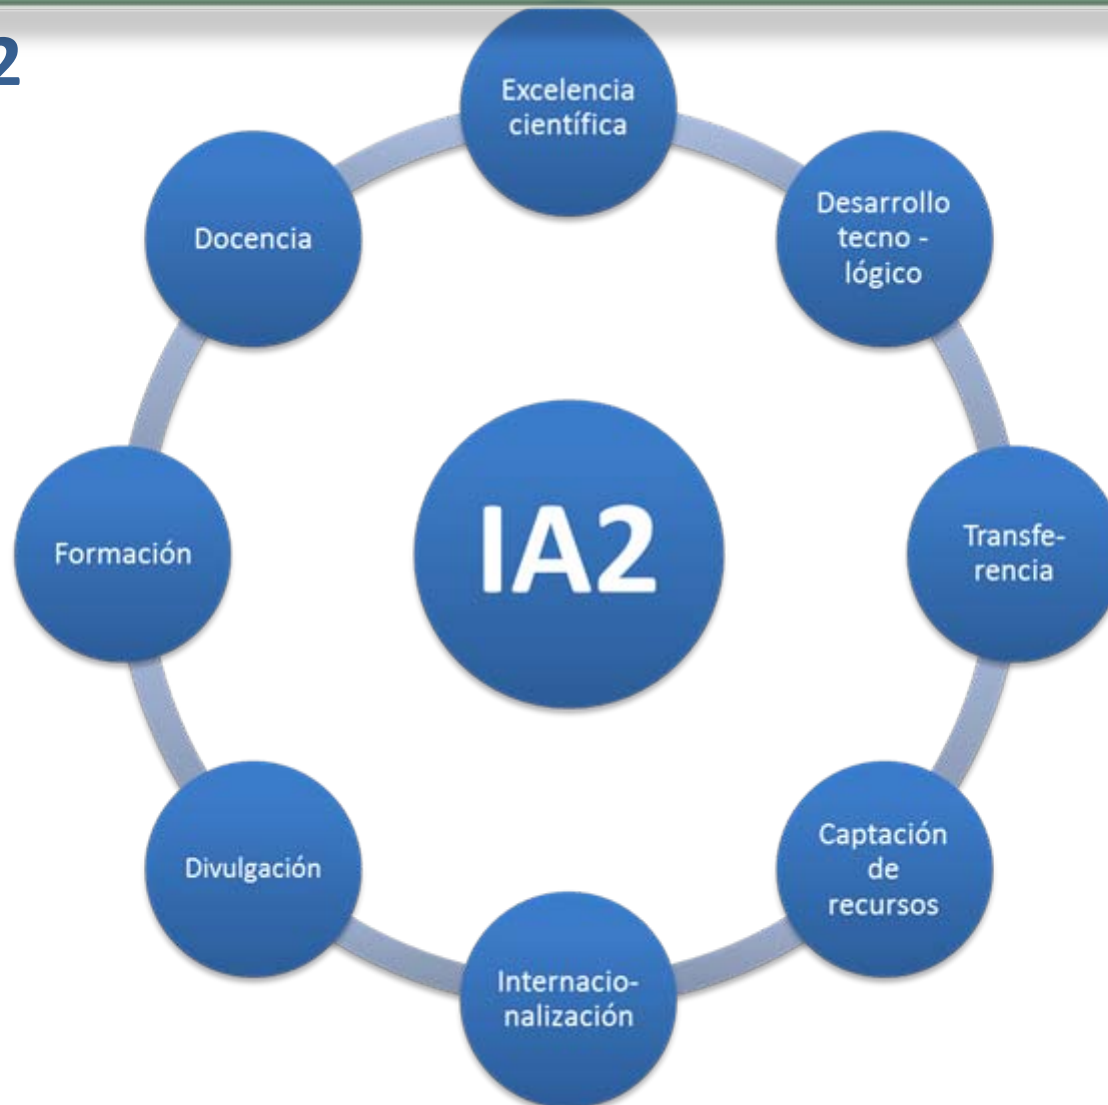 2
Excelencia
científica
Desarrollo
tecno -
lógico
Docencia
Formación
IA2
Transfe-
rencia
Captación
de
recursos
Divulgación
Internacio-
nalización